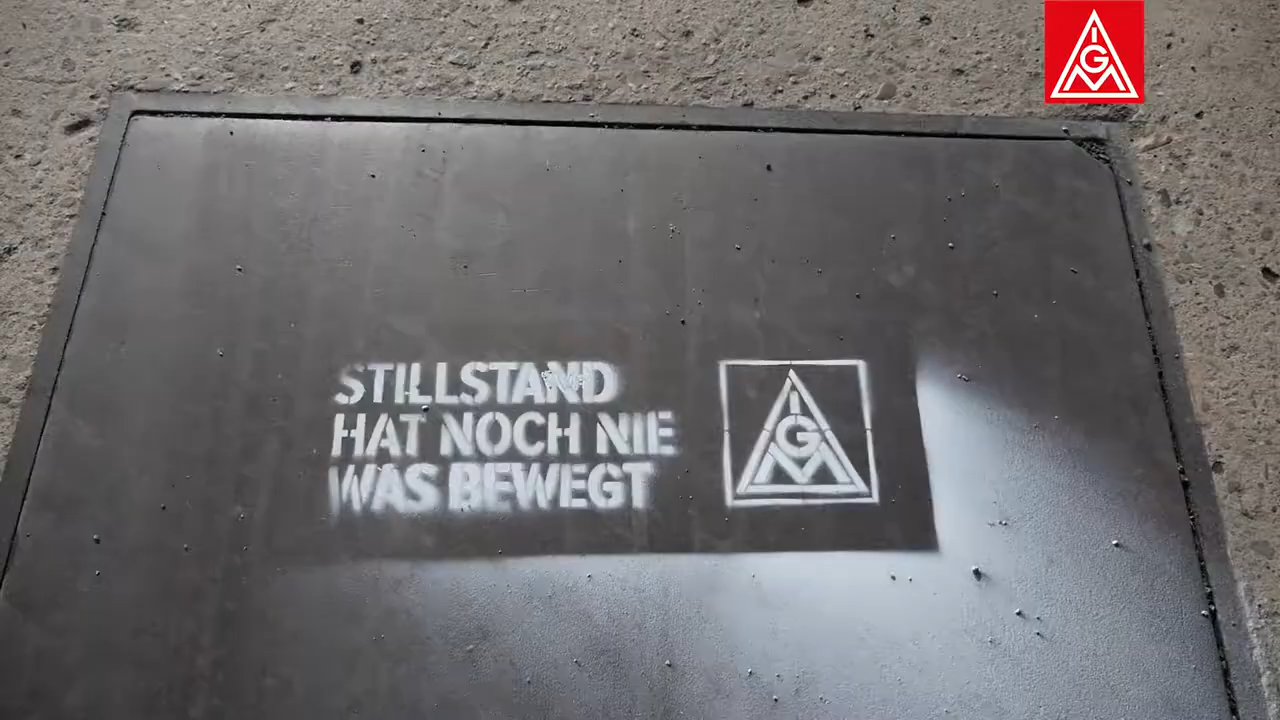 IGM
STILLSTAND
HAT NOCH NIE
WAS BEWEGT
IGM